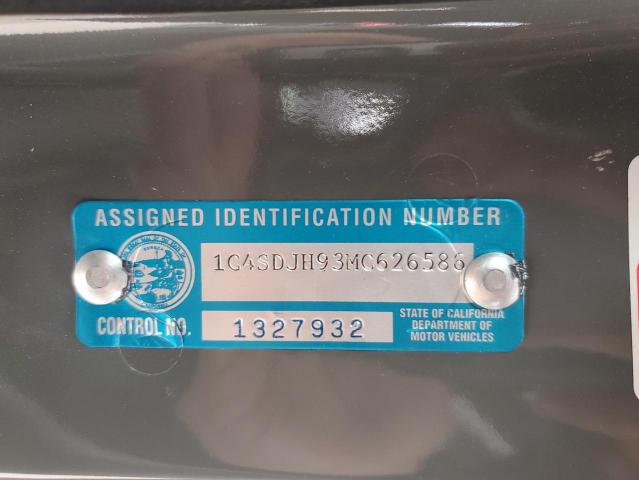 ASSIGNED IDENTIFICATION NUMBER
1C4SDJH93MC626586
CONTROL NO. 1327932
STATE OF CALIFORNIA
DEPARTMENT OF
MOTOR VEHICLES